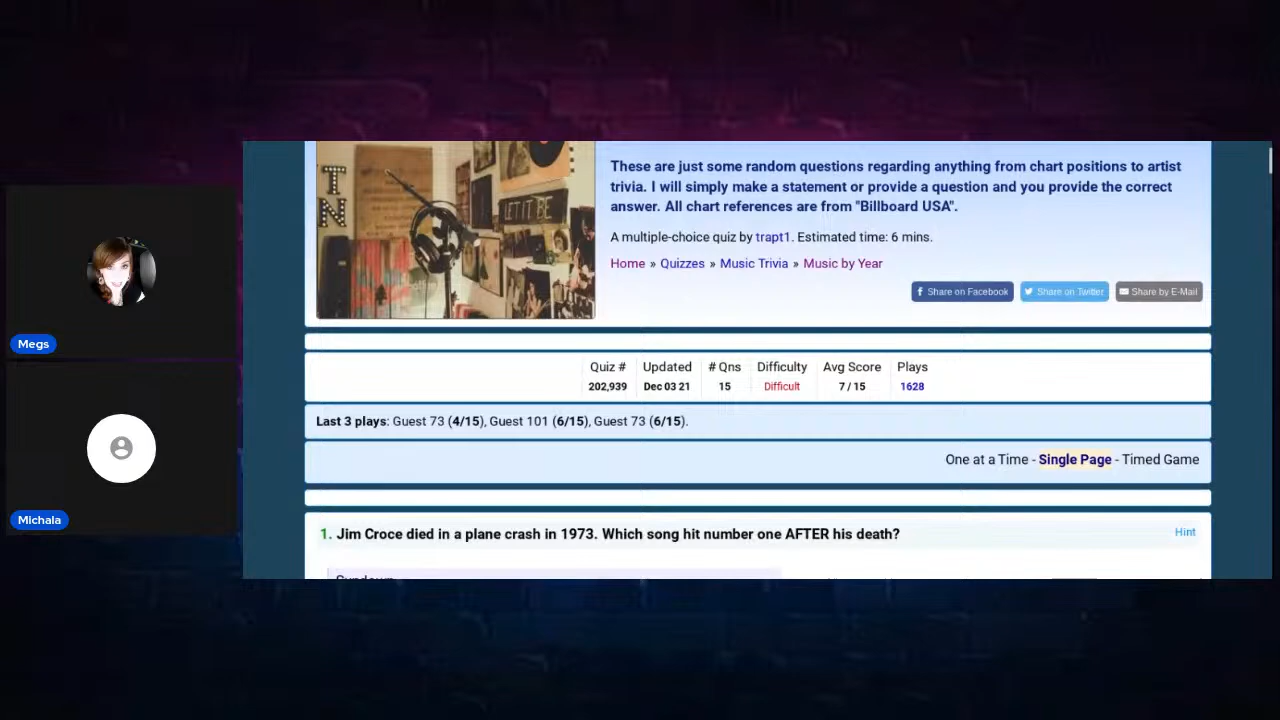 These are just some random questions regarding anything from chart positions to artist
trivia. I will simply make a statement or provide a question and you provide the correct
answer. All chart references are from "Billboard USA".
A multiple-choice quiz by trapt1. Estimated time: 6 mins.
Home » Quizzes » Music Trivia » Music by Year
Share on Facebook Share on Twitter Share by E-Mail
T
N
LET IT BE
Megs
Quiz # Updated # Qns Difficulty Avg Score Plays
202,939 Dec 03 21 15 Difficult 7 / 15 1628
Last 3 plays: Guest 73 (4/15), Guest 101 (6/15), Guest 73 (6/15).
One at a Time - Single Page - Timed Game
Michala
1. Jim Croce died in a plane crash in 1973. Which song hit number one AFTER his death?
Hint